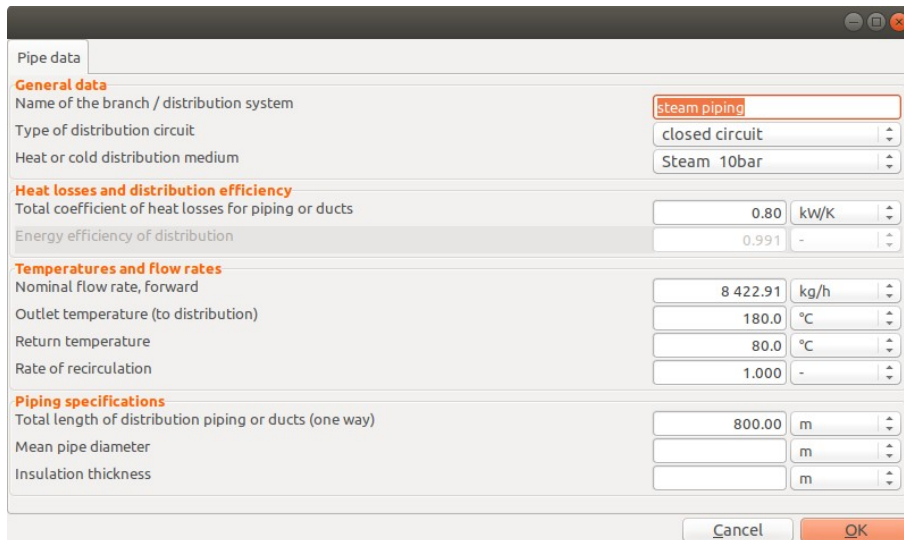 Pipe data
General data
Name of the branch / distribution system steam piping
Type of distribution circuit closed circuit
Heat or cold distribution medium Steam 10bar
Heat losses and distribution efficiency
Total coefficient of heat losses for piping or ducts 0.80 kW/K
Energy efficiency of distribution 0.991 -
Temperatures and flow rates
Nominal flow rate, forward 8 422.91 kg/h
Outlet temperature (to distribution) 180.0 °C
Return temperature 80.0 °C
Rate of recirculation 1.000 -
Piping specifications
Total length of distribution piping or ducts (one way) 800.00 m
Mean pipe diameter m
Insulation thickness m
Cancel OK